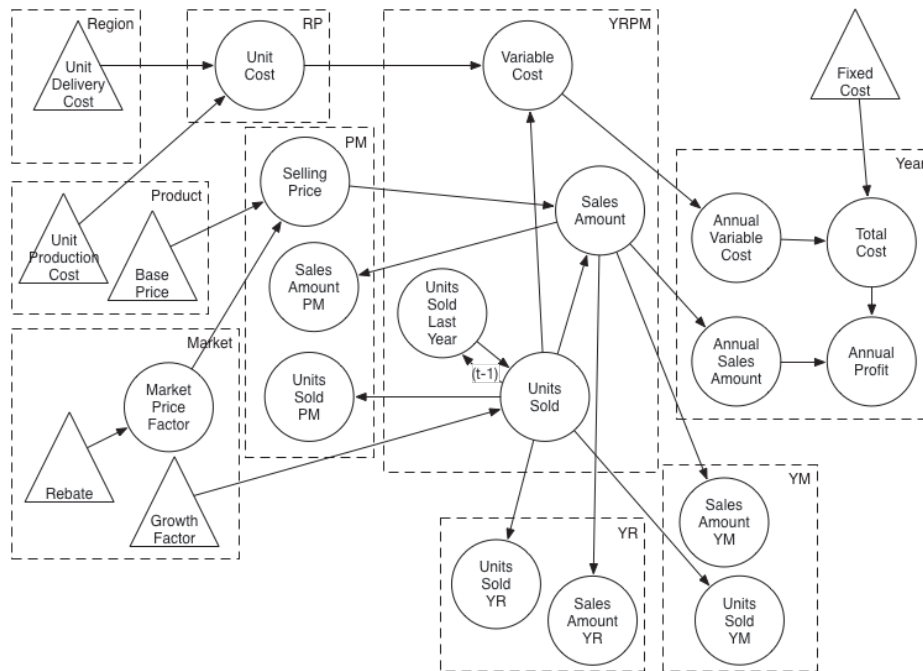 Region
Unit
Delivery
Cost
RP
Unit
Cost
YRPM
Variable
Cost
Fixed
Cost
PM
Selling
Price
Product
Unit
Production
Cost
Base
Price
Sales
Amount
PM
Units
Sold
PM
Sales
Amount
Units
Sold
Last
Year
(t-1)
Units
Sold
Year
Annual
Variable
Cost
Total
Cost
Annual
Sales
Amount
Annual
Profit
Market
Market
Price
Factor
Rebate
Growth
Factor
YR
Units
Sold
YR
Sales
Amount
YR
YM
Sales
Amount
YM
Units
Sold
YM